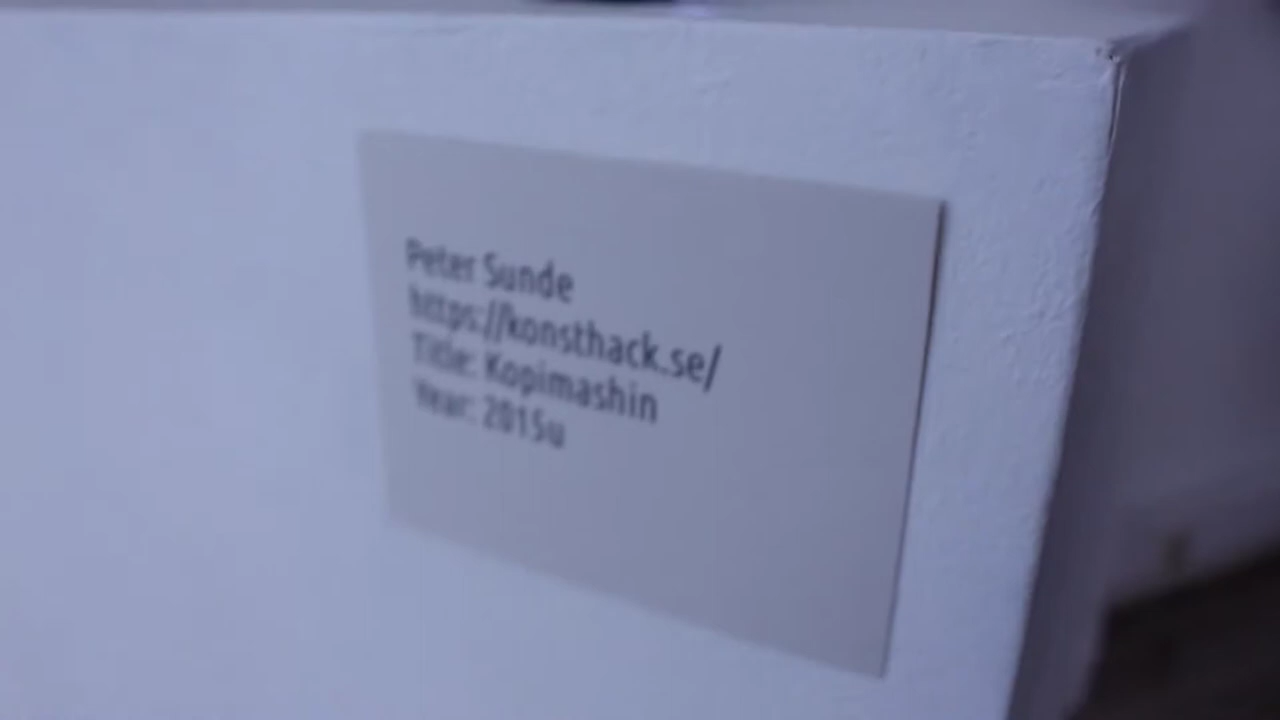 Peter Sunde
https://konsthack.se/
Title: Kopimashin
Year: 2015u